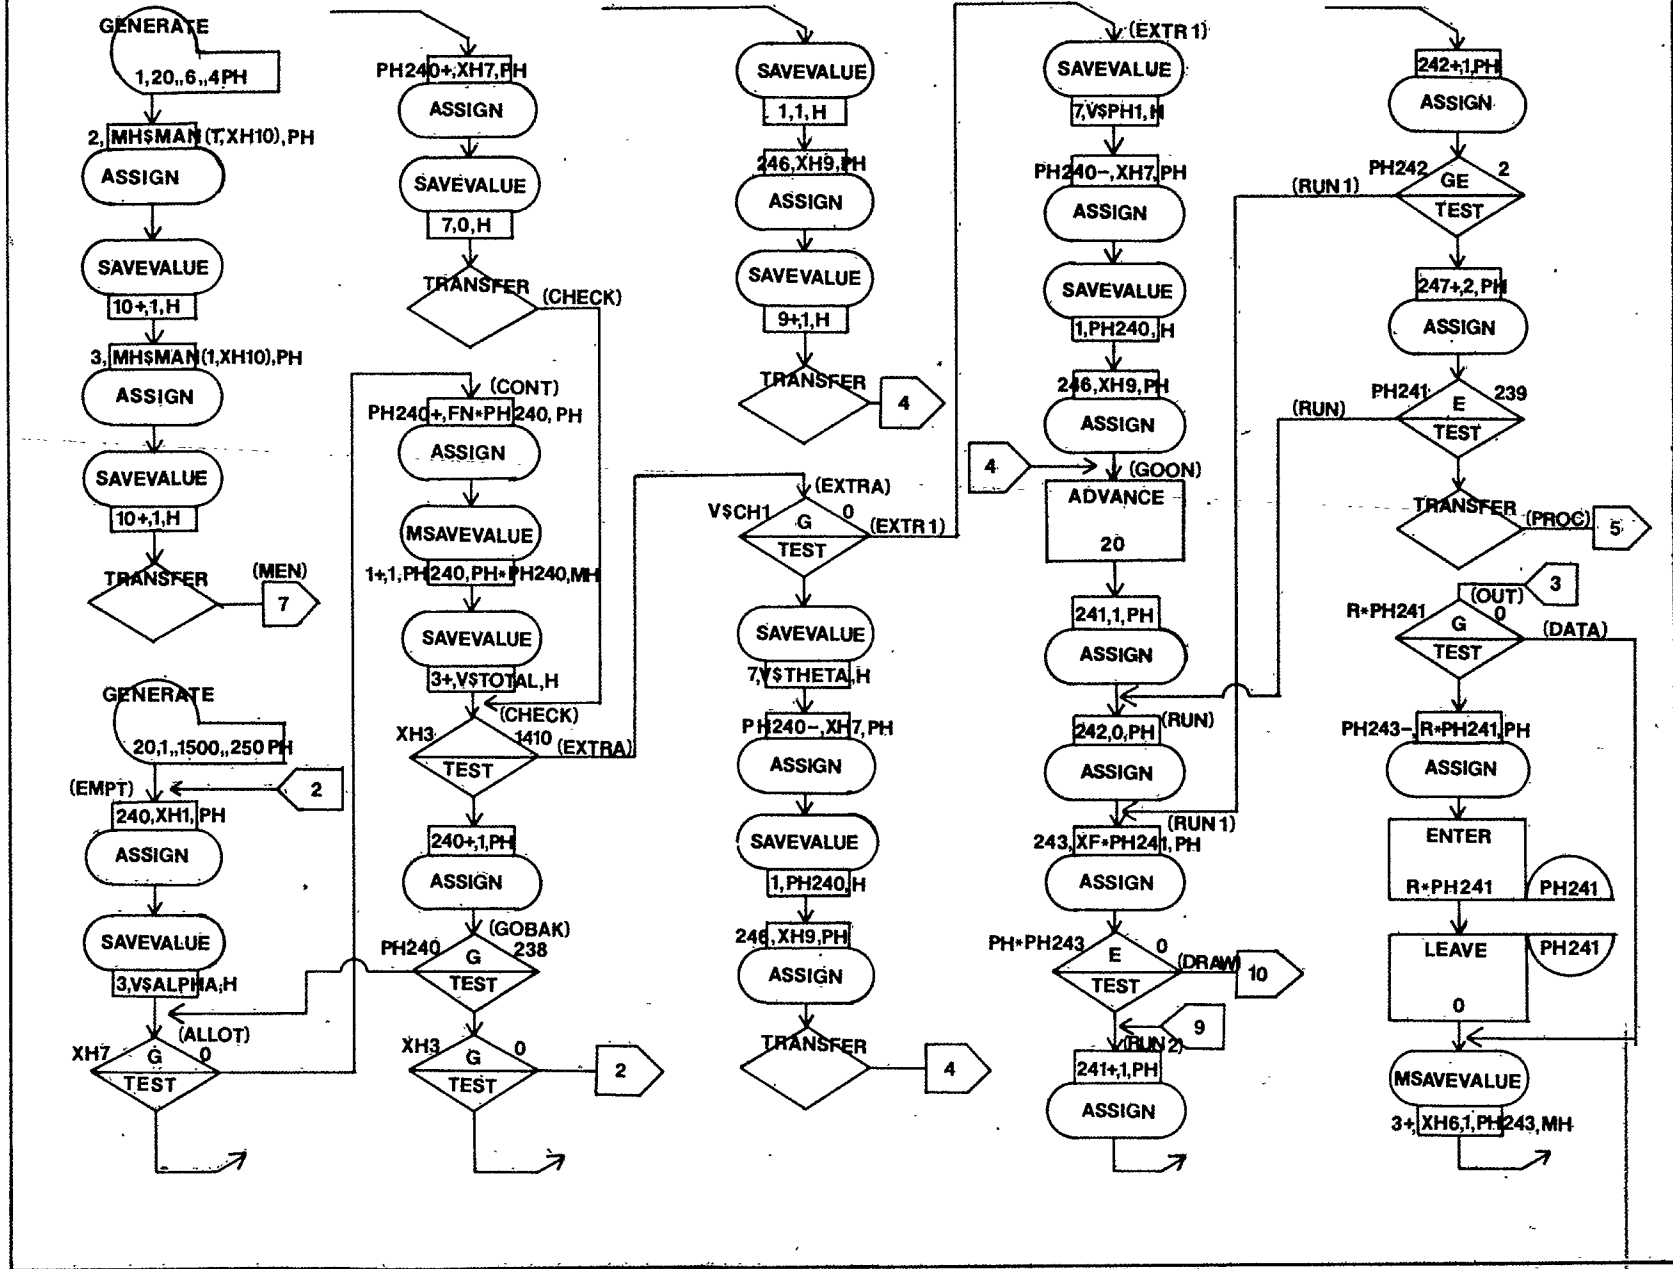 GENERATE
1,20,,6,,4PH
2, MH$MAN(1,XH10),PH
ASSIGN
SAVEVALUE
10+,1,H
3, MH$MAN(1,XH10),PH
ASSIGN
SAVEVALUE
10+,1,H
TRANSFER
(MEN)
7
GENERATE
20,1,,1500,,250 PH
(EMPT)
2
240,XH1,PH
ASSIGN
SAVEVALUE
3,V$ALPHA,H
(ALLOT)
XH7
G
0
TEST
PH240+,XH7,PH
ASSIGN
SAVEVALUE
7,0,H
TRANSFER
(CHECK)
(CONT)
PH240+,FN*PH240,PH
ASSIGN
MSAVEVALUE
1+,1,PH240,PH*PH240,MH
SAVEVALUE
3+,V$TOTAL,H
(CHECK)
XH3
1410
(EXTRA)
TEST
240+,1,PH
ASSIGN
(GOBAK)
PH240
G
238
TEST
XH3
G
0
TEST
2
SAVEVALUE
1,1,H
246,XH9,PH
ASSIGN
SAVEVALUE
9+,1,H
TRANSFER
4
(EXTRA)
V$CH1
G
0
(EXTR1)
TEST
SAVEVALUE
7,V$THETA,H
PH240-,XH7,PH
ASSIGN
SAVEVALUE
1,PH240,H
246,XH9,PH
ASSIGN
TRANSFER
4
(EXTR1)
SAVEVALUE
7,V$PH1,H
PH240-,XH7,PH
ASSIGN
SAVEVALUE
1,PH240,H
246,XH9,PH
ASSIGN
4
(GOON)
ADVANCE
20
241,1,PH
ASSIGN
(RUN)
242,0,PH
ASSIGN
(RUN1)
243,XF*PH241,PH
ASSIGN
PH*PH243
E
0
(DRAW)
10
TEST
9
(RUN2)
241+,1,PH
ASSIGN
242+,1,PH
ASSIGN
PH242
GE
2
(RUN1)
TEST
247+,2,PH
ASSIGN
PH241
E
239
(RUN)
TEST
TRANSFER
(PROC)
5
3
(OUT)
R*PH241
G
0
(DATA)
TEST
PH243-,R*PH241,PH
ASSIGN
ENTER
R*PH241
PH241
LEAVE
PH241
0
MSAVEVALUE
3+,XH6,1,PH243,MH